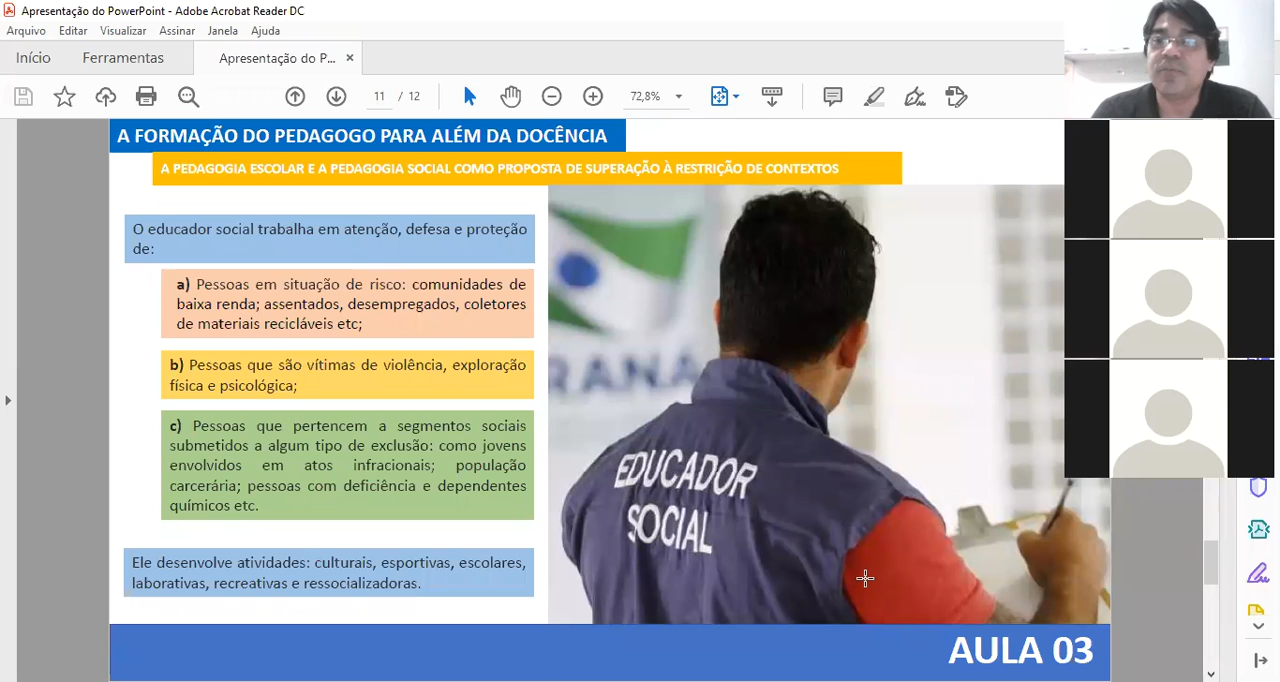 Apresentação do PowerPoint - Adobe Acrobat Reader DC
Arquivo Editar Visualizar Assinar Janela Ajuda
Início Ferramentas Apresentação do P... ×
11 / 12 72,8%
A FORMAÇÃO DO PEDAGOGO PARA ALÉM DA DOCÊNCIA
A PEDAGOGIA ESCOLAR E A PEDAGOGIA SOCIAL COMO PROPOSTA DE SUPERAÇÃO À RESTRIÇÃO DE CONTEXTOS
O educador social trabalha em atenção, defesa e proteção
de:
a) Pessoas em situação de risco: comunidades de
baixa renda; assentados, desempregados, coletores
de materiais recicláveis etc;
b) Pessoas que são vítimas de violência, exploração
física e psicológica;
c) Pessoas que pertencem a segmentos sociais
submetidos a algum tipo de exclusão: como jovens
envolvidos em atos infracionais; população
carcerária; pessoas com deficiência e dependentes
químicos etc.
Ele desenvolve atividades: culturais, esportivas, escolares,
laborativas, recreativas e ressocializadoras.
RANÁ
EDUCADOR
SOCIAL
AULA 03